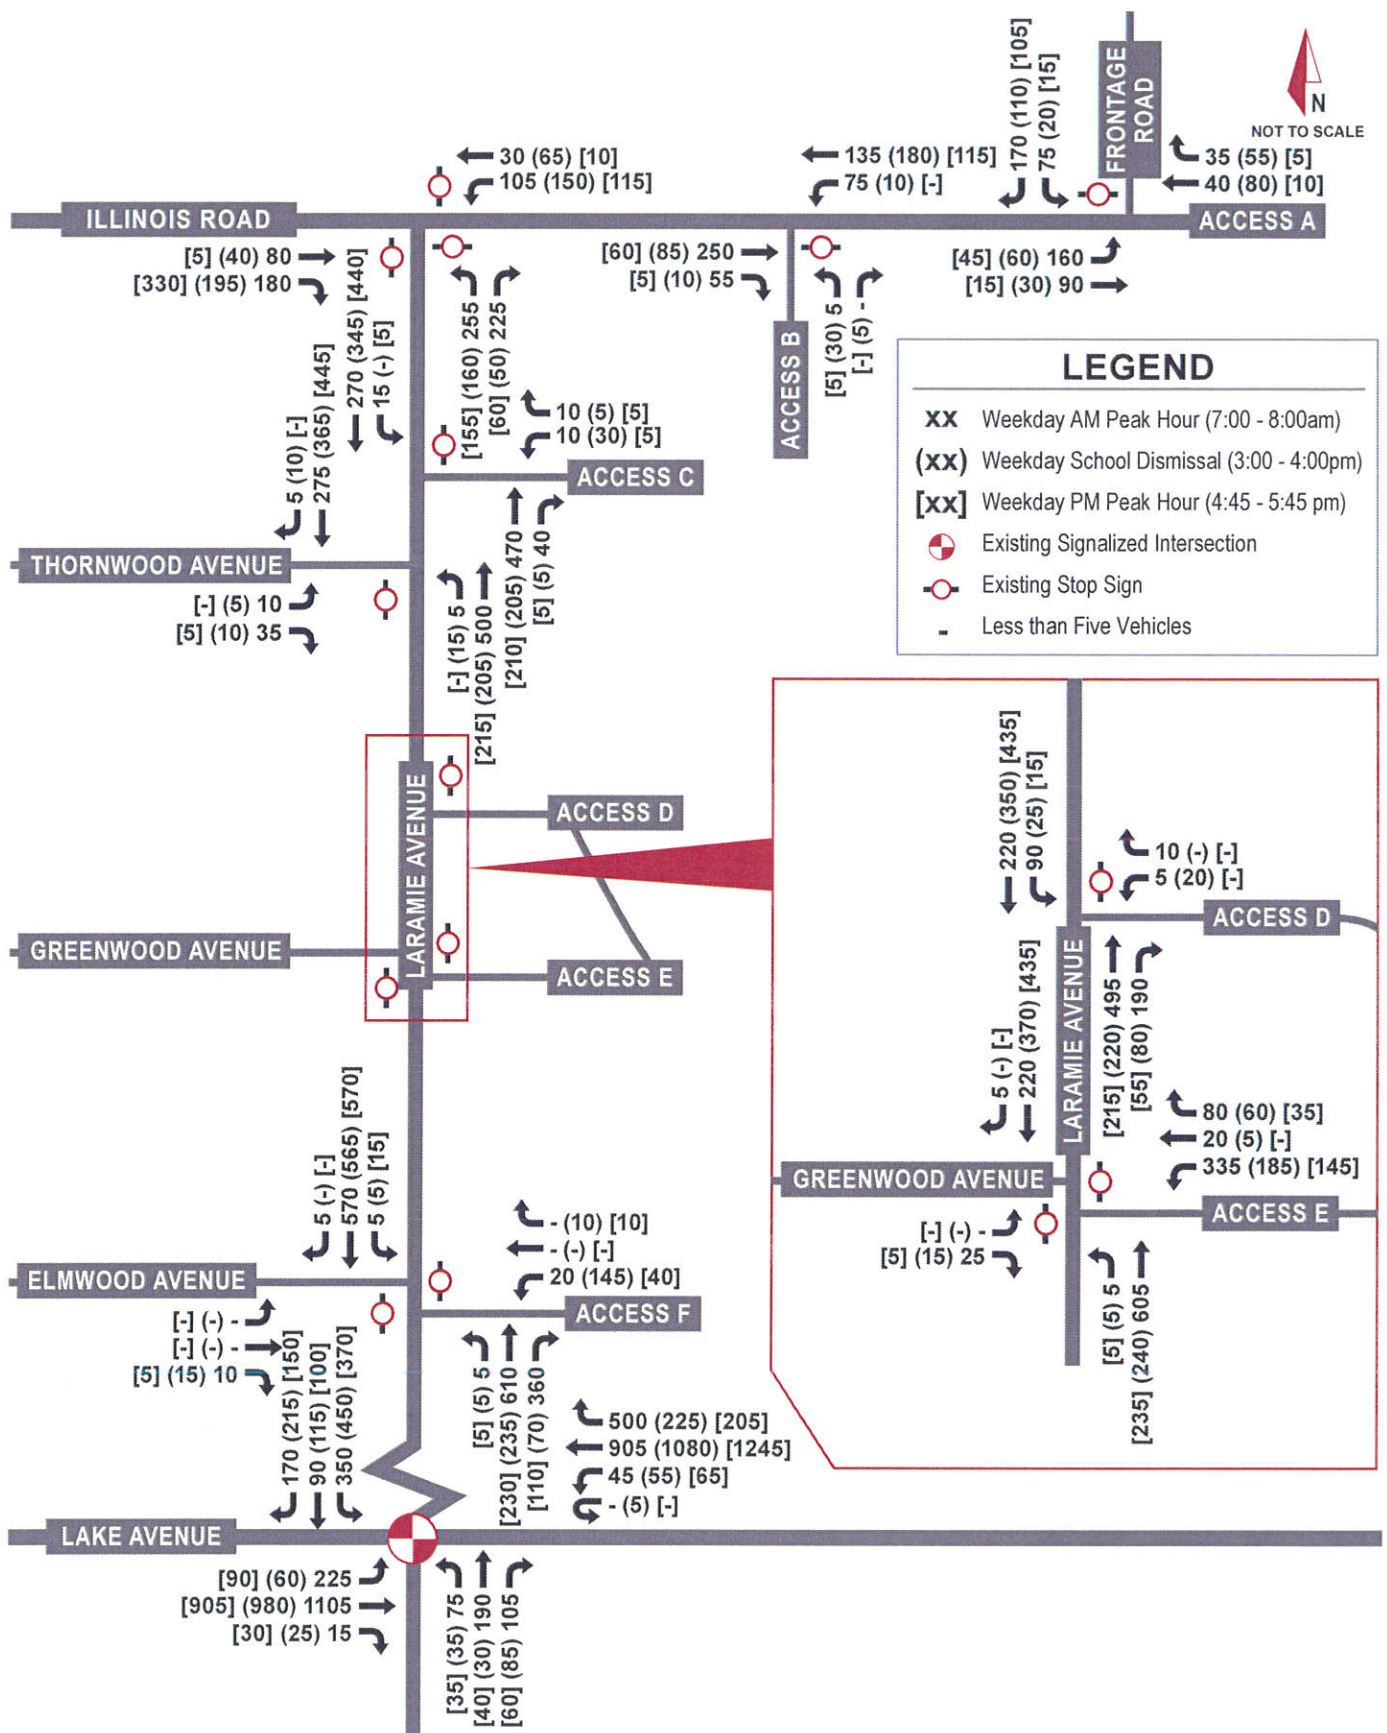 170 (110) [105]
75 (20) [15]
FRONTAGE
ROAD
N
NOT TO SCALE
30 (65) [10]
105 (150) [115]
135 (180) [115]
75 (10) [-]
35 (55) [5]
40 (80) [10]
ILLINOIS ROAD
ACCESS A
[5] (40) 80
[330] (195) 180
[60] (85) 250
[5] (10) 55
[45] (60) 160
[15] (30) 90
270 (345) [440]
15 (-) [5]
[155] (160) 255
[60] (50) 225
ACCESS B
[5] (30) 5
[-] (5) -
5 (10) [-]
275 (365) [445]
10 (5) [5]
10 (30) [5]
ACCESS C
THORNWOOD AVENUE
[-] (5) 10
[5] (10) 35
[-] (15) 5
[215] (205) 500
[210] (205) 470
[5] (5) 40
LEGEND
XX Weekday AM Peak Hour (7:00 - 8:00am)
(XX) Weekday School Dismissal (3:00 - 4:00pm)
[XX] Weekday PM Peak Hour (4:45 - 5:45 pm)
Existing Signalized Intersection
Existing Stop Sign
- Less than Five Vehicles
LARAMIE AVENUE
ACCESS D
GREENWOOD AVENUE
ACCESS E
220 (350) [435]
90 (25) [15]
10 (-) [-]
5 (20) [-]
ACCESS D
LARAMIE AVENUE
[215] (220) 495
[55] (80) 190
5 (-) [-]
220 (370) [435]
80 (60) [35]
20 (5) [-]
335 (185) [145]
GREENWOOD AVENUE
ACCESS E
[-] (-) -
[5] (15) 25
[5] (5) 5
[235] (240) 605
5 (-) [-]
570 (565) [570]
5 (5) [15]
- (10) [10]
- (-) [-]
20 (145) [40]
ELMWOOD AVENUE
ACCESS F
[-] (-) -
[-] (-) -
[5] (15) 10
170 (215) [150]
90 (115) [100]
350 (450) [370]
[5] (5) 5
[230] (235) 610
[110] (70) 360
500 (225) [205]
905 (1080) [1245]
45 (55) [65]
- (5) [-]
LAKE AVENUE
[90] (60) 225
[905] (980) 1105
[30] (25) 15
[35] (35) 75
[40] (30) 190
[60] (85) 105